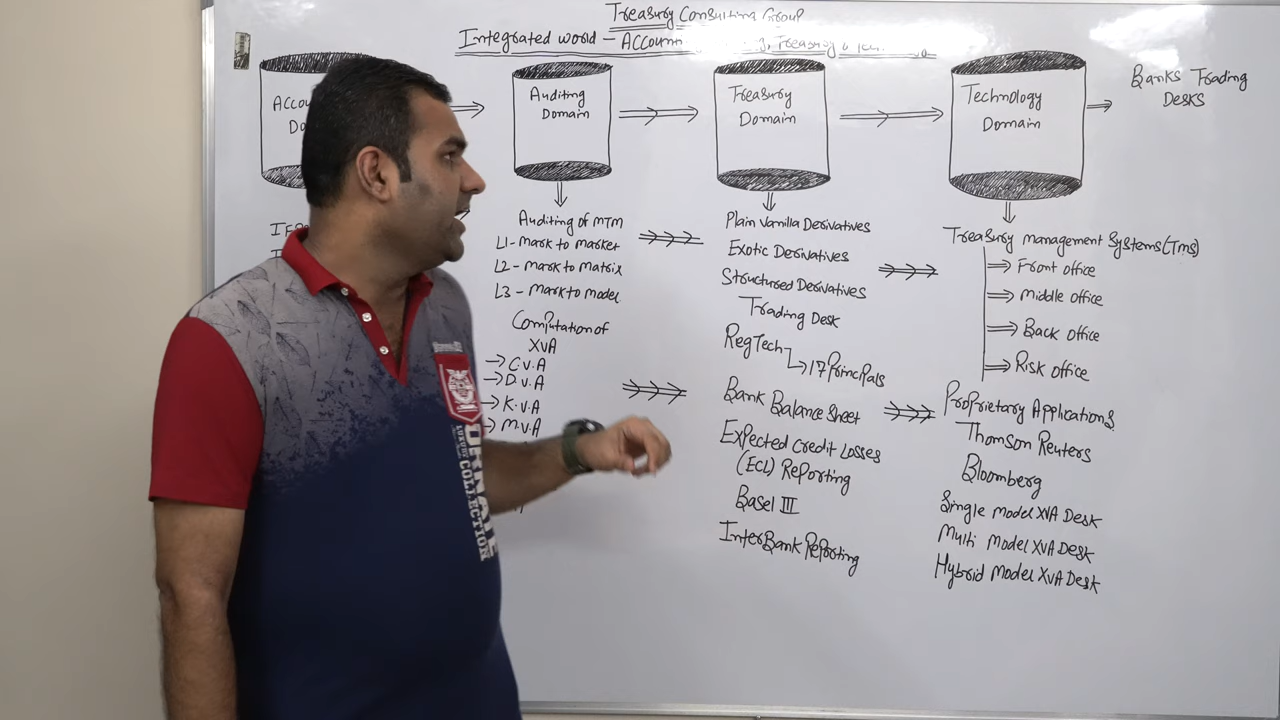 Treasury Consulting Group
Integrated world - Treasury
Banks Trading
Desks
Auditing
Domain
Treasury
Domain
Technology
Domain
Auditing of MTM
L1 - mark to market
L2 - mark to matrix
L3 - mark to model
Computation of
XVA
C.V.A
D.V.A
K.V.A
M.V.A
Plain Vanilla Derivatives
Exotic Derivatives
Structured Derivatives
Trading Desk
RegTech
17 Principals
Bank Balance Sheet
Expected Credit Losses
(ECL) Reporting
Basel III
InterBank Reporting
Treasury management Systems (Tms)
Front office
Middle office
Back office
Risk office
Proprietary Applications
Thomson Reuters
Bloomberg
Single Model XVA Desk
Multi Model XVA Desk
Hybrid Model XVA Desk
ORNATE
LUXURY COLLECTION